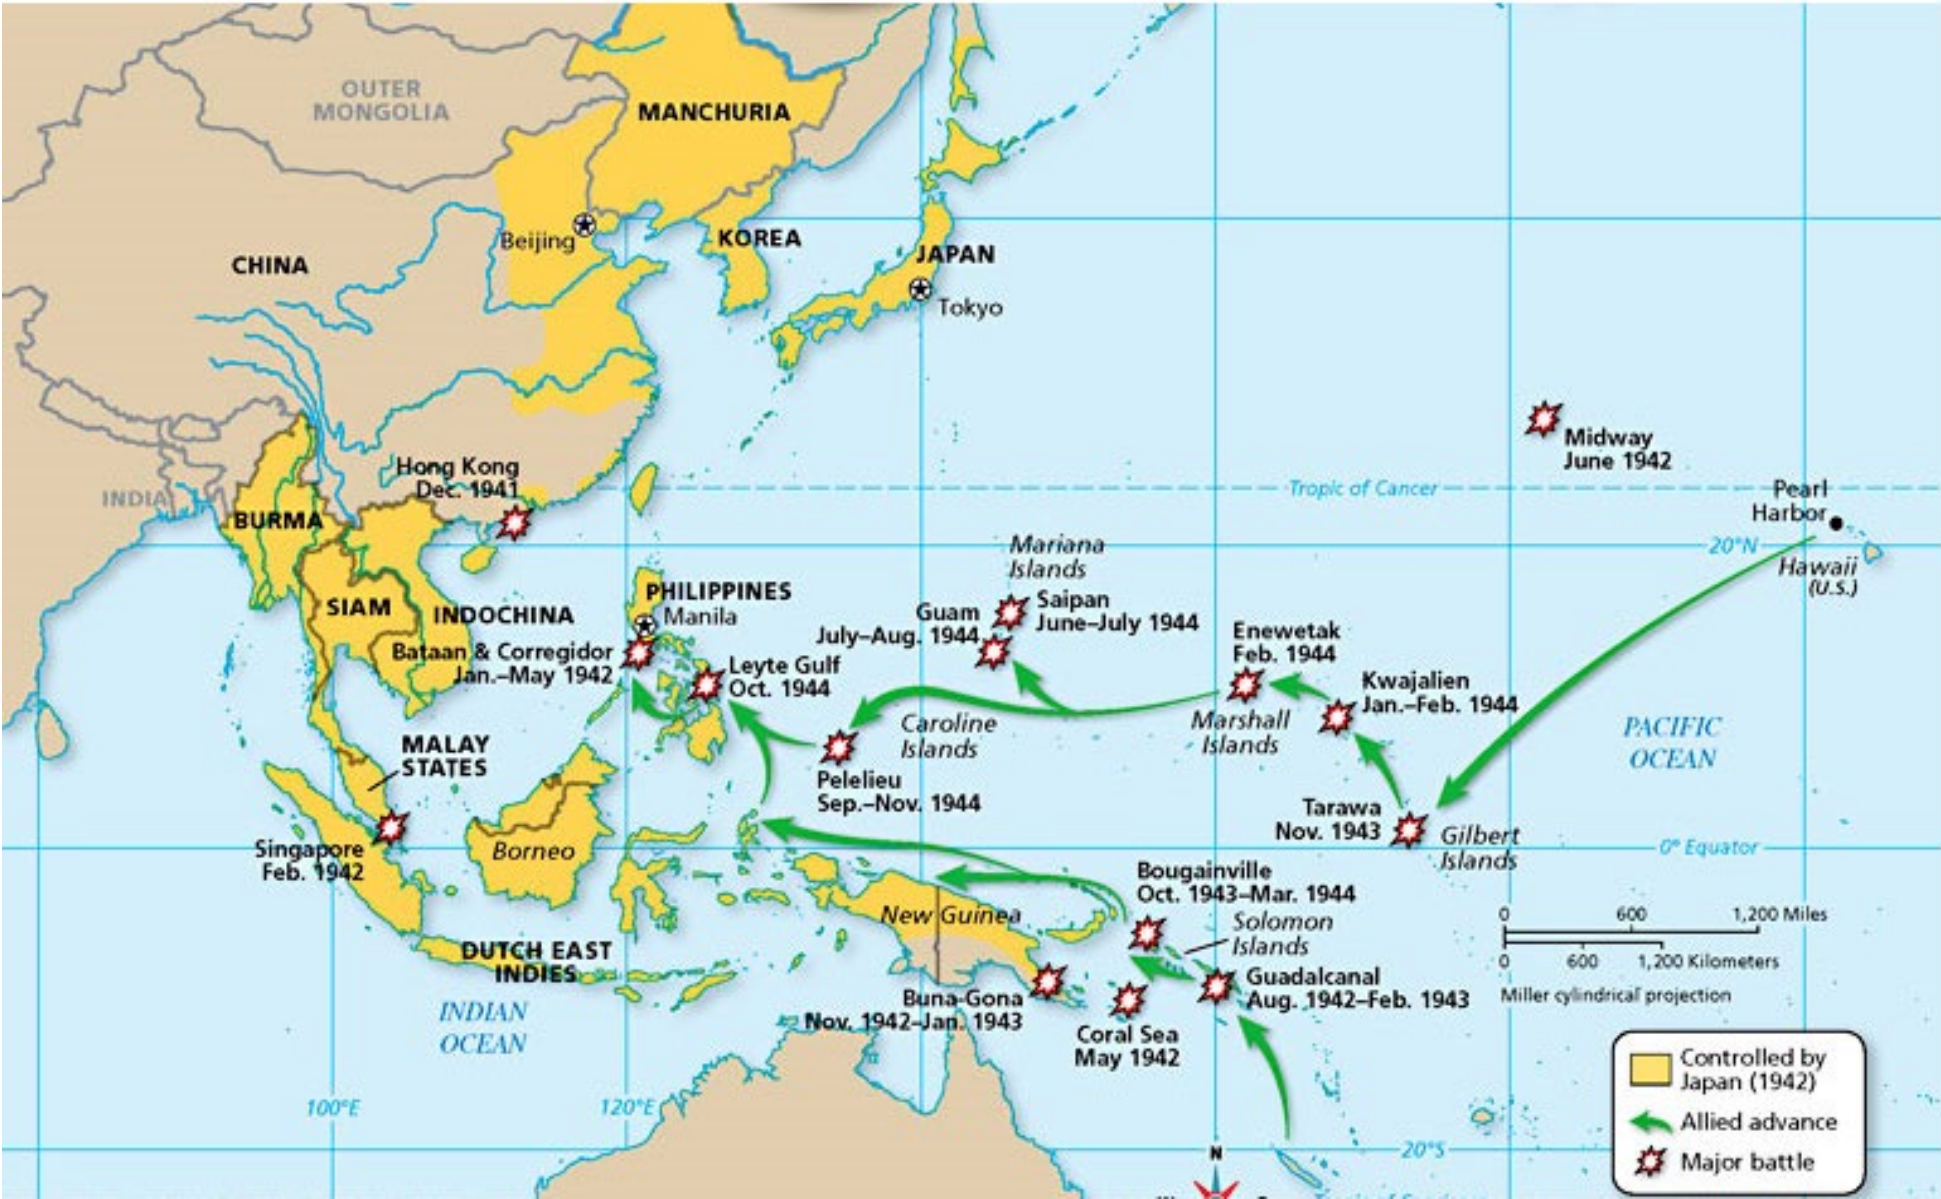 OUTER
MONGOLIA
MANCHURIA
Beijing
KOREA
JAPAN
CHINA
Tokyo
Midway
June 1942
Hong Kong
Dec. 1941
Tropic of Cancer
Pearl
Harbor
INDIA
BURMA
20°N
Hawaii
(U.S.)
Mariana
Islands
PHILIPPINES
Manila
SIAM
INDOCHINA
Guam
July–Aug. 1944
Saipan
June–July 1944
Enewetak
Feb. 1944
Bataan & Corregidor
Jan.–May 1942
Leyte Gulf
Oct. 1944
Kwajalien
Jan.–Feb. 1944
Caroline
Islands
Marshall
Islands
PACIFIC
OCEAN
MALAY
STATES
Pelelieu
Sep.–Nov. 1944
Tarawa
Nov. 1943
Gilbert
Islands
Singapore
Feb. 1942
Borneo
0° Equator
Bougainville
Oct. 1943–Mar. 1944
New Guinea
Solomon
Islands
0 600 1,200 Miles
0 600 1,200 Kilometers
Miller cylindrical projection
DUTCH EAST
INDIES
INDIAN
OCEAN
Buna-Gona
Nov. 1942–Jan. 1943
Guadalcanal
Aug. 1942–Feb. 1943
Coral Sea
May 1942
Controlled by
Japan (1942)
Allied advance
Major battle
100°E
120°E
20°S
N